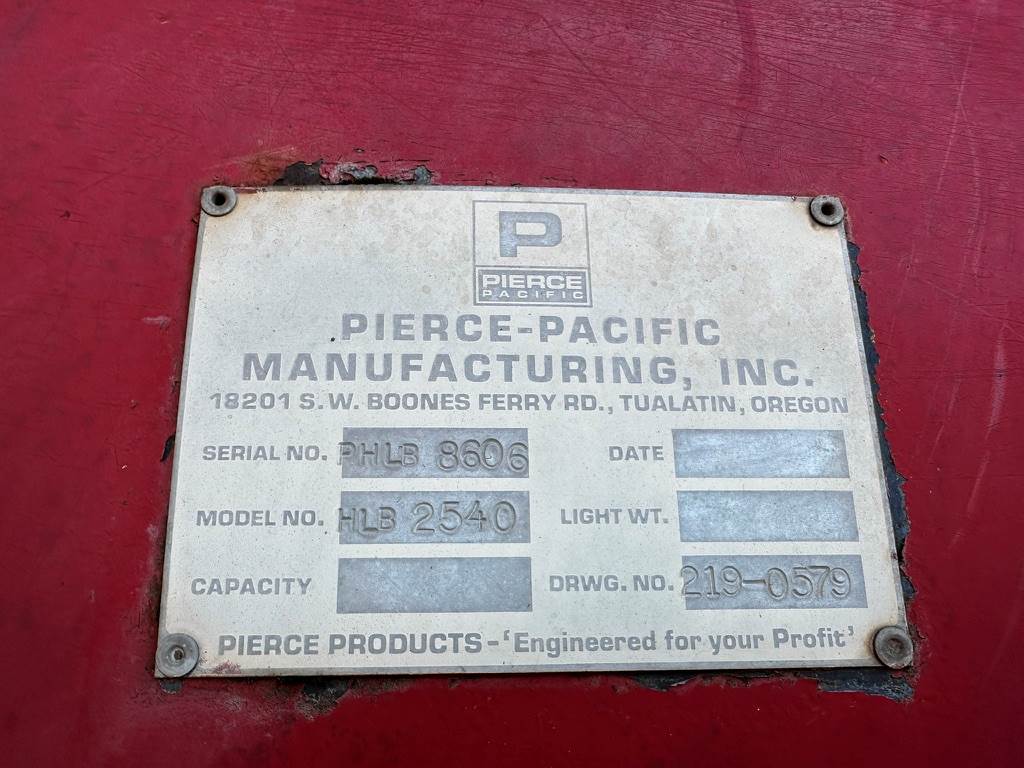 P
PIERCE
PACIFIC
PIERCE-PACIFIC
MANUFACTURING, INC.
18201 S.W. BOONES FERRY RD., TUALATIN, OREGON
SERIAL NO. PHLB 8606 DATE
MODEL NO. HLB 2540 LIGHT WT.
CAPACITY DRWG. NO. 219-0579
PIERCE PRODUCTS-'Engineered for your Profit'